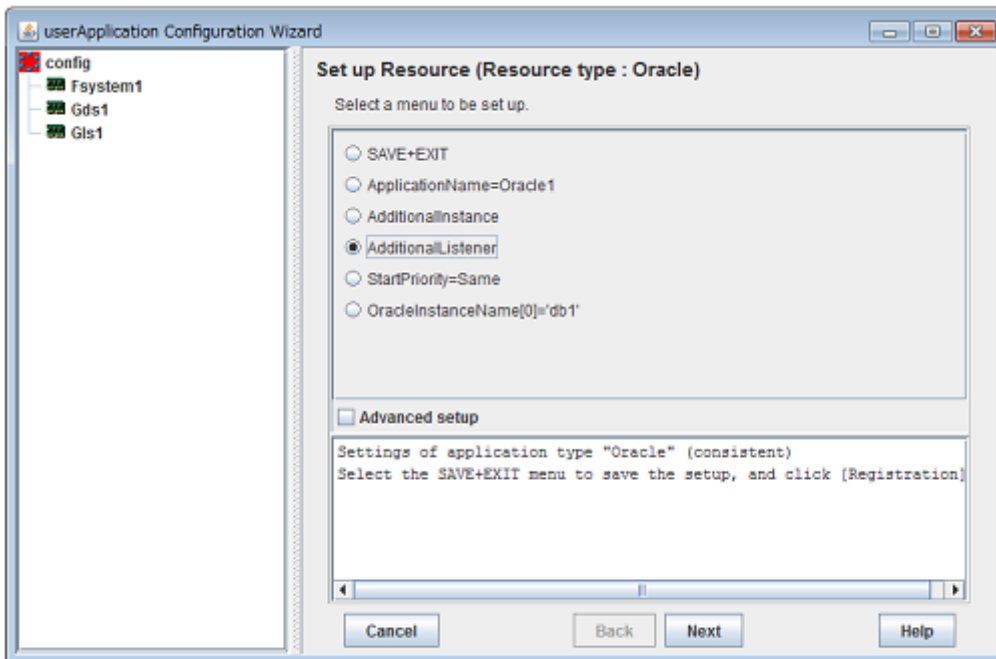 userApplication Configuration Wizard
config
Fsystem1
Gds1
Gls1
Set up Resource (Resource type : Oracle)
Select a menu to be set up.
SAVE+EXIT
ApplicationName=Oracle1
AdditionalInstance
AdditionalListener
StartPriority=Same
OracleInstanceName[0]='db1'
Advanced setup
Settings of application type "Oracle" (consistent)
Select the SAVE+EXIT menu to save the setup, and click [Registration]
Cancel
Back
Next
Help